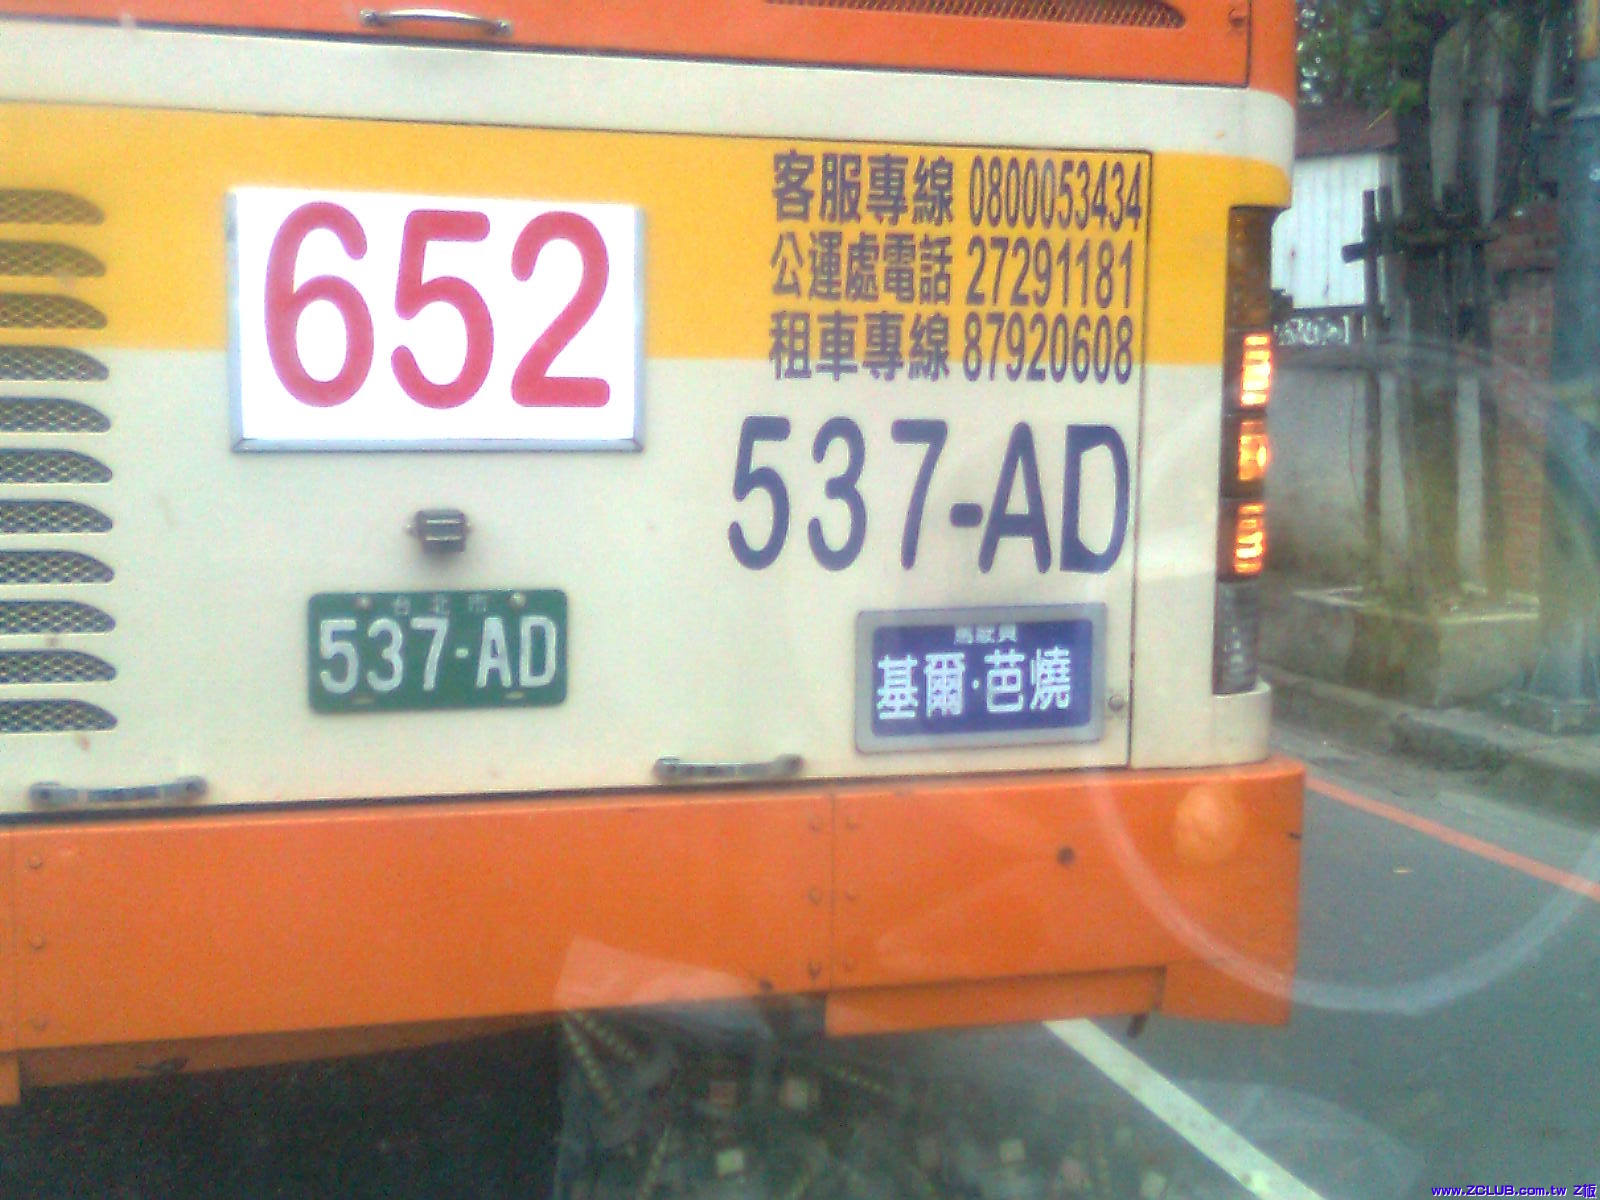 652
客服專線 0800053434
公運處電話 27291181
租車專線 87920608
537-AD
台北市
537-AD
駕駛員
基爾·芭燒
www.ZCLUB.com.tw Z板